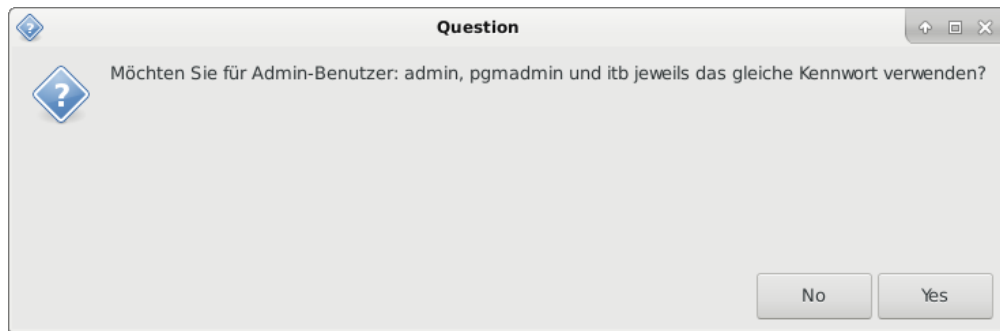 Question
Möchten Sie für Admin-Benutzer: admin, pgmadmin und itb jeweils das gleiche Kennwort verwenden?
No
Yes